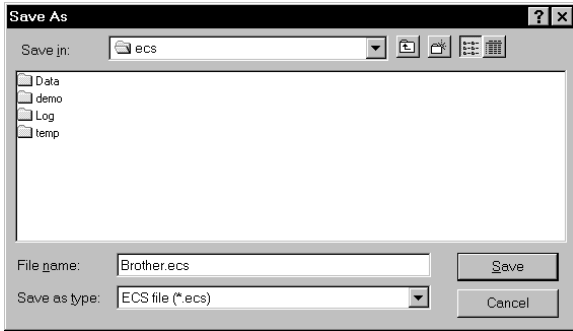 Save As
Save in: ecs
Data
demo
Log
temp
File name: Brother.ecs Save
Save as type: ECS file (*.ecs) Cancel